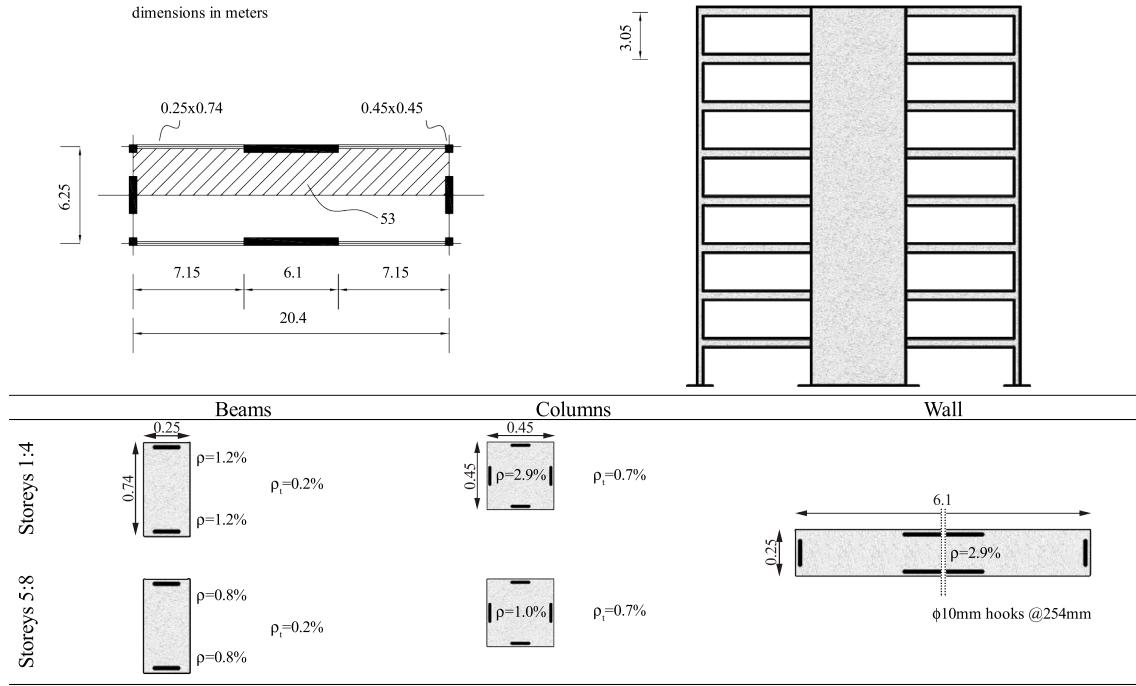 dimensions in meters
3.05
0.25x0.74
0.45x0.45
6.25
53
7.15
6.1
7.15
20.4
Beams
Columns
Wall
Storeys 1:4
0.25
0.74
ρ=1.2%
ρ=1.2%
ρt=0.2%
0.45
0.45
ρ=2.9%
ρt=0.7%
6.1
0.25
ρ=2.9%
ϕ10mm hooks @254mm
Storeys 5:8
ρ=0.8%
ρ=0.8%
ρt=0.2%
ρ=1.0%
ρt=0.7%